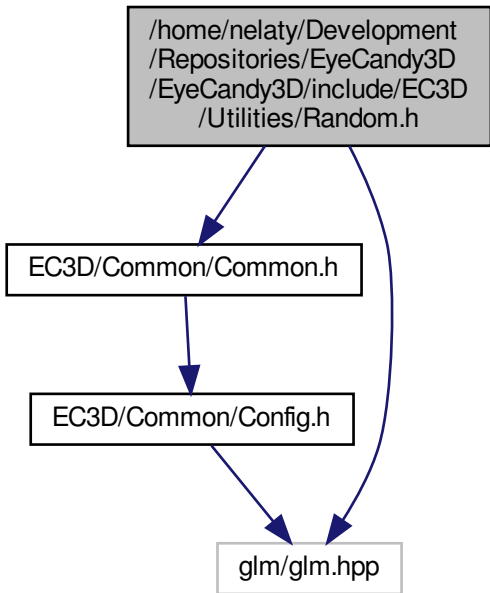 /home/nelaty/Development
/Repositories/EyeCandy3D
/EyeCandy3D/include/EC3D
/Utilities/Random.h
EC3D/Common/Common.h
EC3D/Common/Config.h
glm/glm.hpp